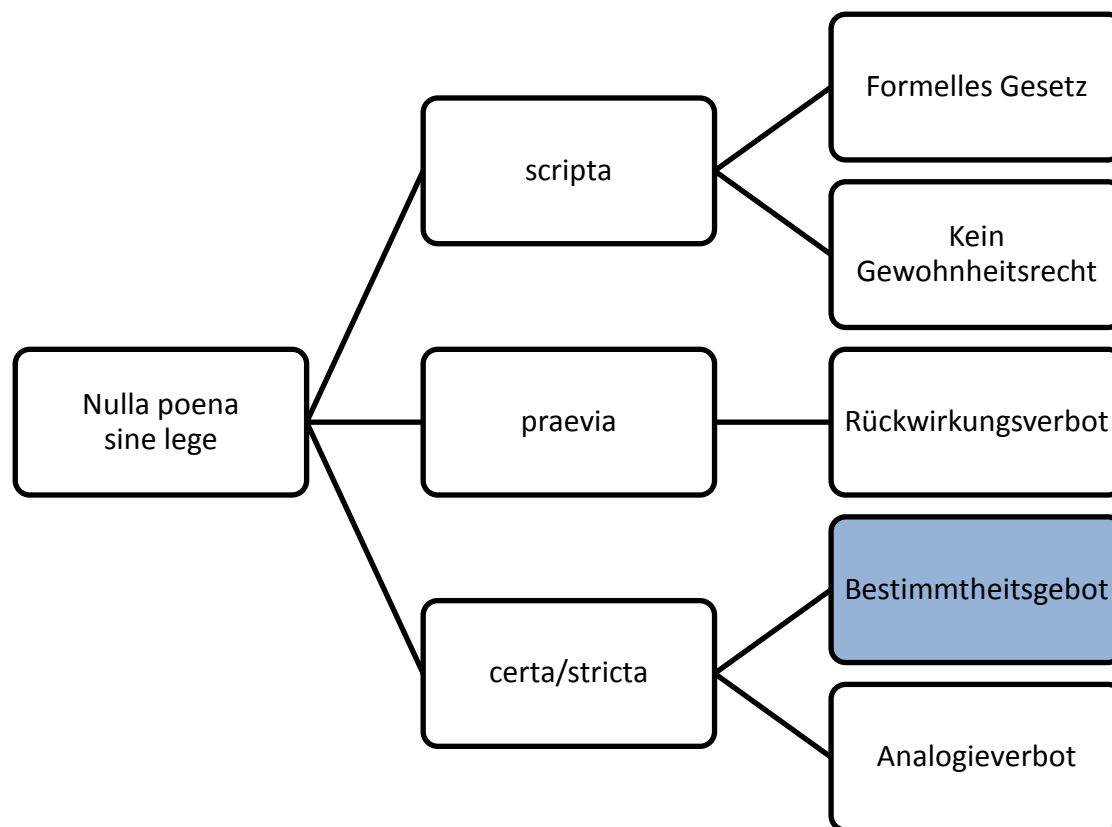 Nulla poena
sine lege
scripta
Formelles Gesetz
Kein
Gewohnheitsrecht
praevia
Rückwirkungsverbot
certa/stricta
Bestimmtheitsgebot
Analogieverbot